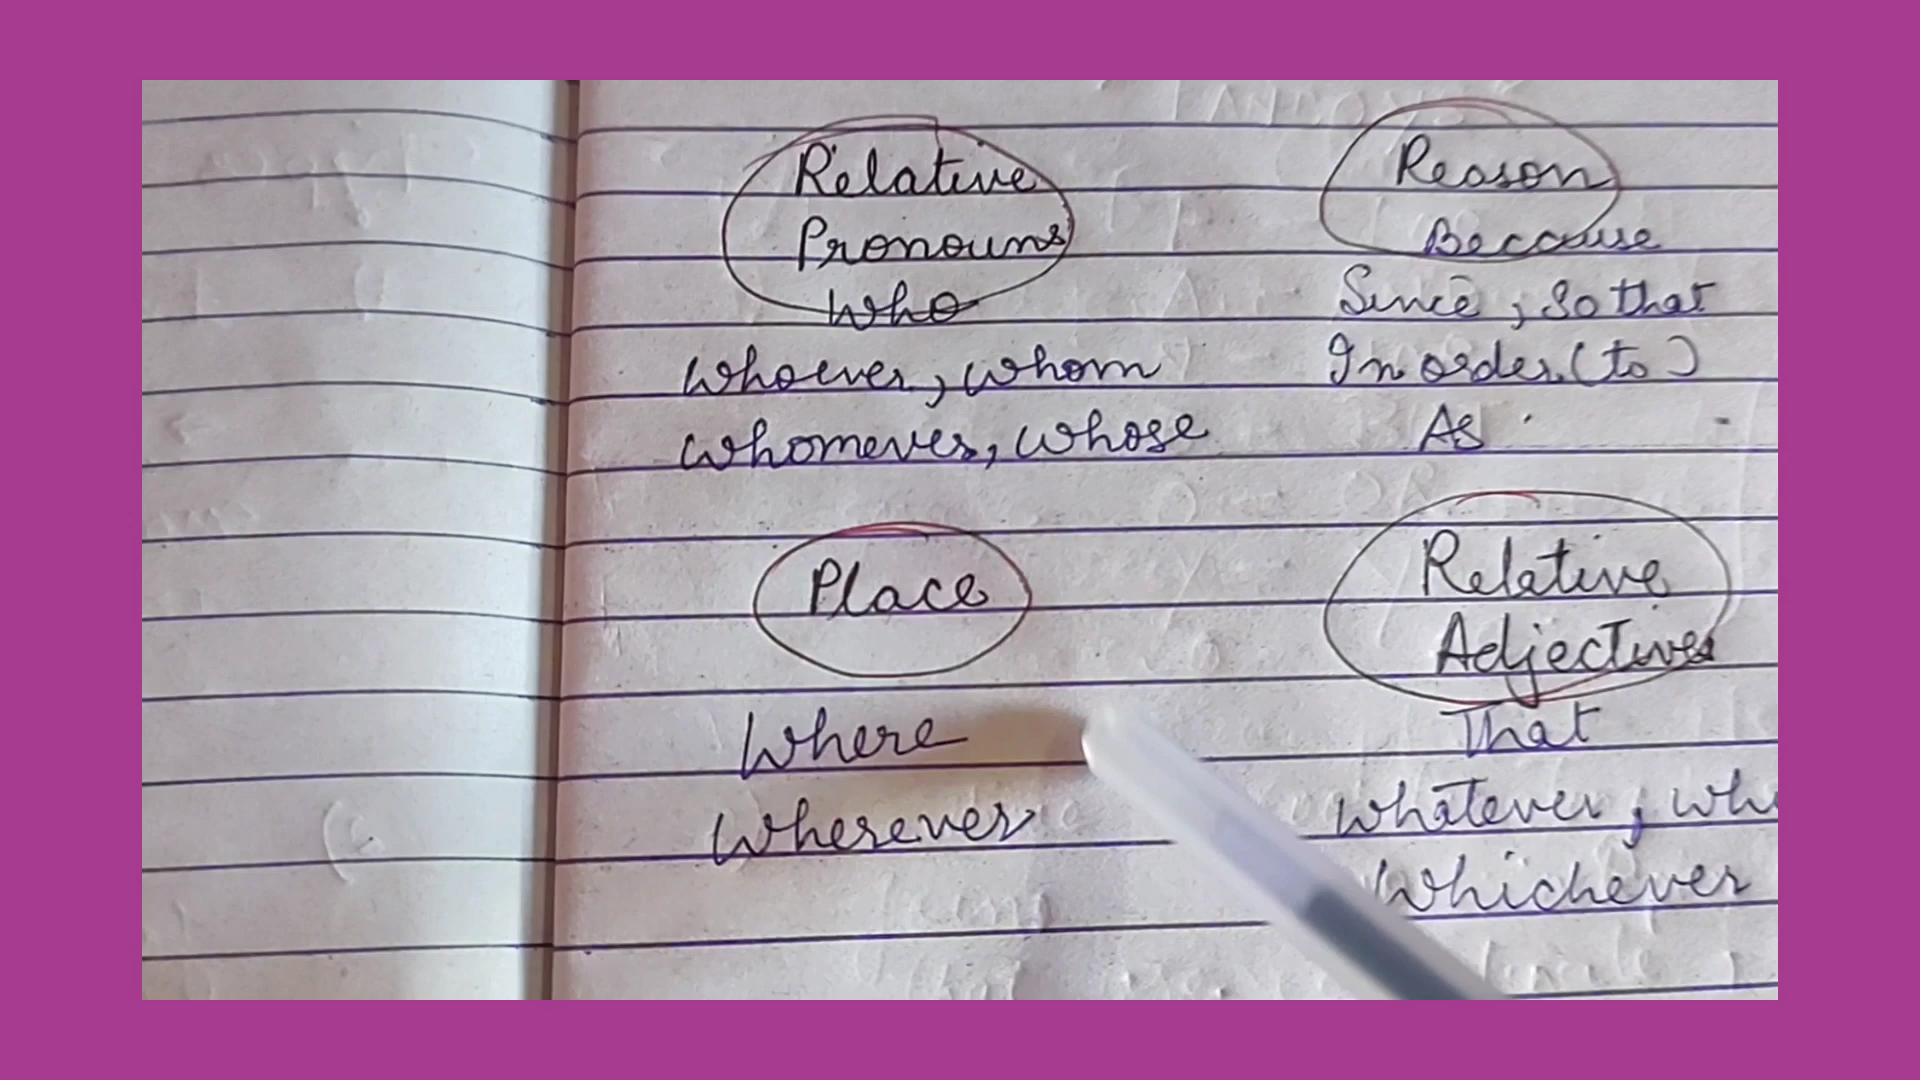 Relative
Pronouns
Who
Whoever, Whom
Whomever, Whose
Reason
Because
Since, So that
In order (to)
As
Place
Where
Wherever
Relative
Adjectives
That
Whatever,
Whichever